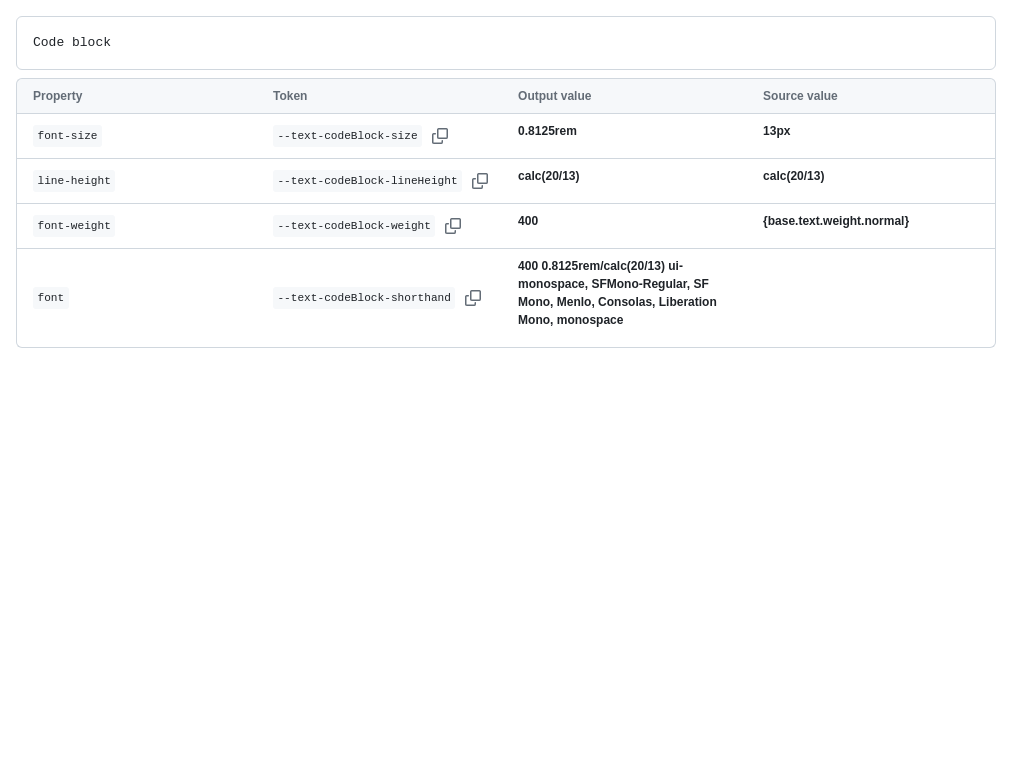 Code block
Property Token Output value Source value
font-size --text-codeBlock-size 0.8125rem 13px
line-height --text-codeBlock-lineHeight calc(20/13) calc(20/13)
font-weight --text-codeBlock-weight 400 {base.text.weight.normal}
font --text-codeBlock-shorthand 400 0.8125rem/calc(20/13) ui-
monospace, SFMono-Regular, SF
Mono, Menlo, Consolas, Liberation
Mono, monospace